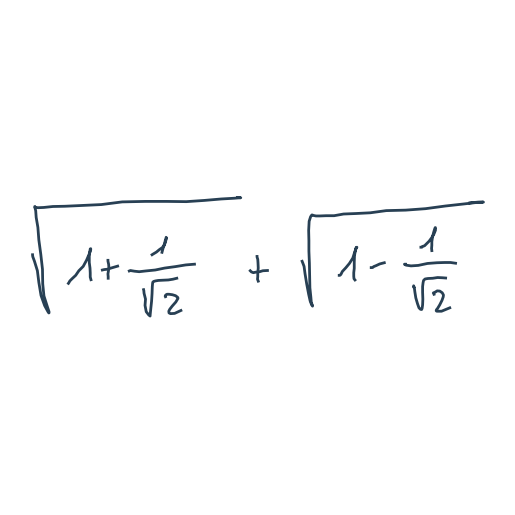 √(1 + 1/√2) + √(1 - 1/√2)